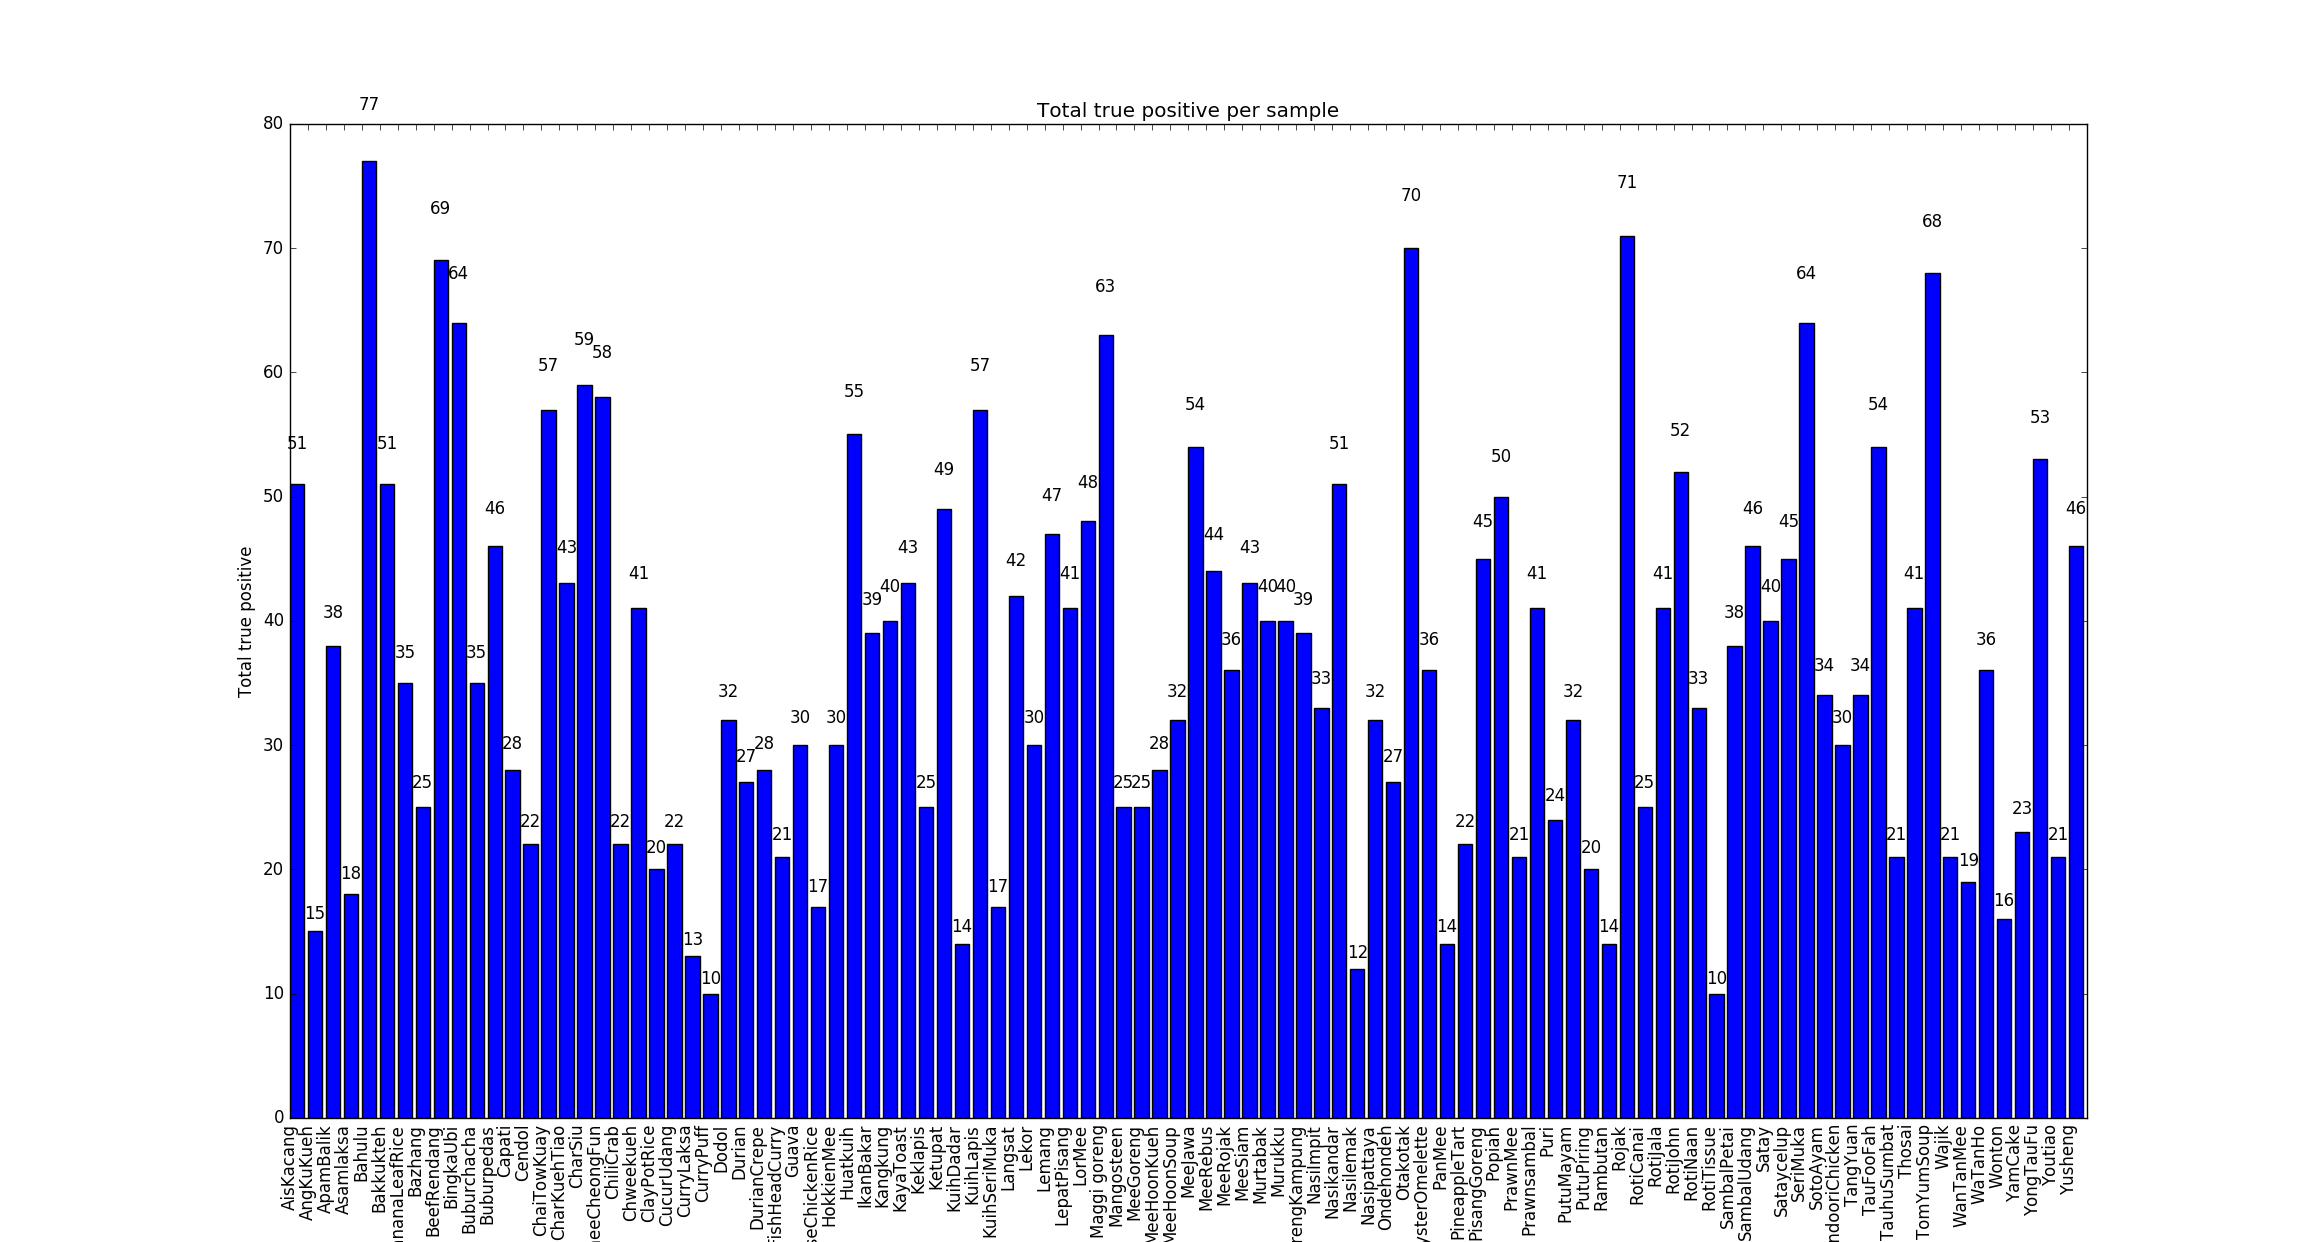 Total true positive per sample
Total true positive
80
70
60
50
40
30
20
10
0
51
15
38
18
77
51
35
25
69
64
35
46
28
22
57
43
59
58
22
41
20
22
13
10
32
27
28
21
30
17
30
55
39
40
43
25
49
14
57
17
42
30
47
41
48
63
25
25
28
32
54
44
36
43
40
40
39
33
51
12
32
27
70
36
14
22
45
50
21
41
24
32
20
14
71
25
41
52
33
10
38
46
40
45
64
34
30
34
54
21
41
68
21
19
36
16
23
53
21
46
AisKacang
AngKuKueh
ApamBalik
Asamlaksa
Bahulu
Bakkukteh
nanaLeafRice
Bazhang
BeefRendang
BingkaUbi
Buburchacha
Buburpedas
Capati
Cendol
ChaiTowKuay
CharKuehTiao
CharSiu
eeCheongFun
ChiliCrab
Chweekueh
ClayPotRice
CucurUdang
CurryLaksa
CurryPuff
Dodol
Durian
DurianCrepe
FishHeadCurry
Guava
seChickenRice
HokkienMee
Huatkuih
IkanBakar
Kangkung
KayaToast
Keklapis
Ketupat
KuihDadar
KuihLapis
KuihSeriMuka
Langsat
Lekor
Lemang
LepatPisang
LorMee
Maggi goreng
Mangosteen
MeeGoreng
MeeHoonKueh
MeeHoonSoup
MeeJawa
MeeRebus
MeeRojak
MeeSiam
Murtabak
Murukku
rengKampung
NasiImpit
Nasikandar
Nasilemak
Nasipattaya
Ondehondeh
Otakotak
ysterOmelette
PanMee
PineappleTart
PisangGoreng
Popiah
PrawnMee
Prawnsambal
Puri
PutuMayam
PutuPiring
Rambutan
Rojak
RotiCanai
RotiJala
RotiJohn
RotiNaan
RotiTissue
SambalPetai
SambalUdang
Satay
Sataycelup
SeriMuka
SotoAyam
ndooriChicken
TangYuan
TauFooFah
TauhuSumbat
Thosai
TomYumSoup
Wajik
WanTanMee
WaTanHo
Wonton
YamCake
YongTauFu
Youtiao
Yusheng